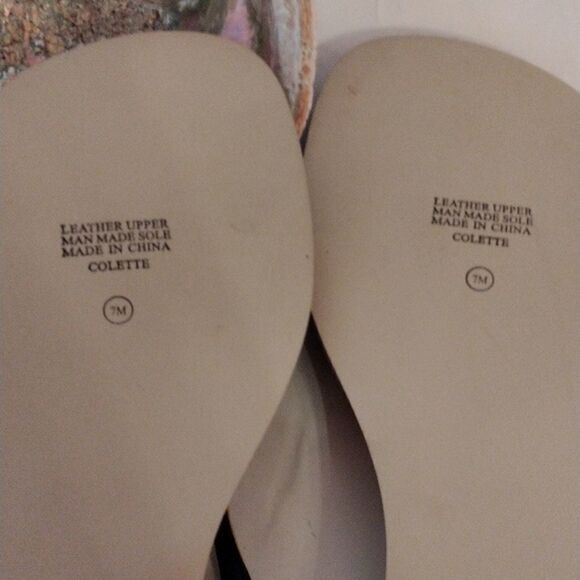 LEATHER UPPER
MAN MADE SOLE
MADE IN CHINA
COLETTE
7M
LEATHER UPPER
MAN MADE SOLE
MADE IN CHINA
COLETTE
7M